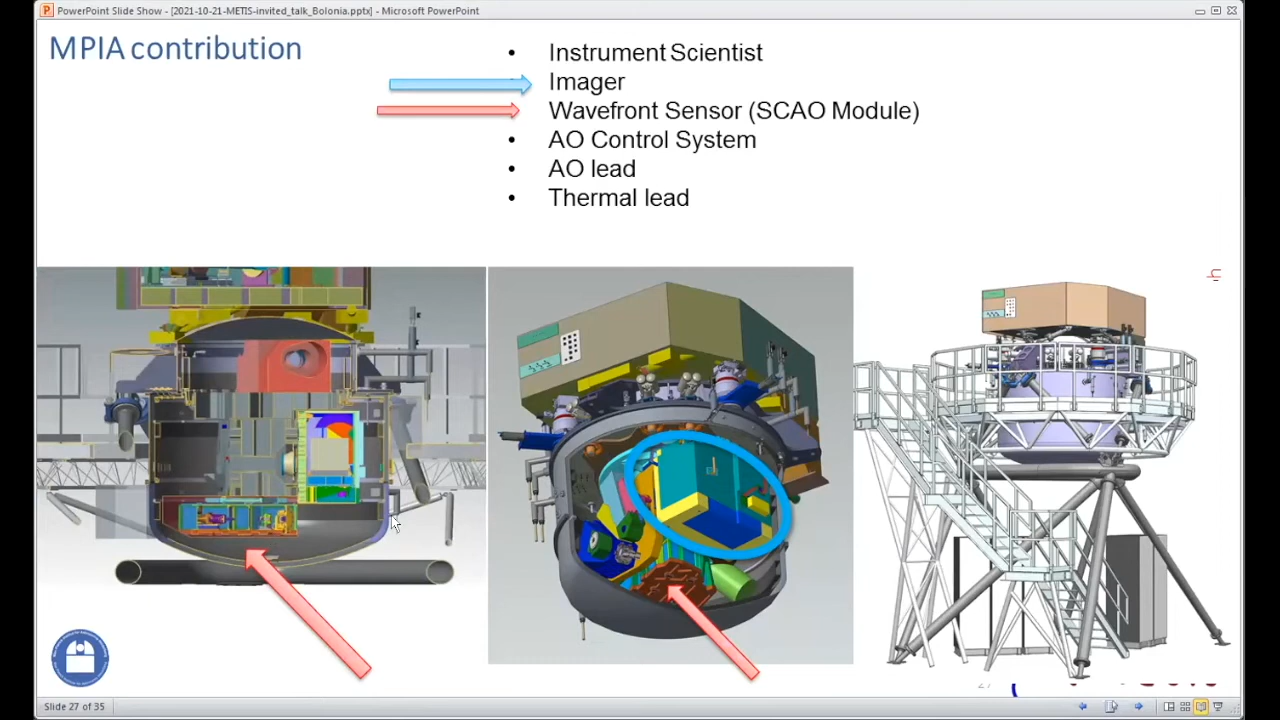 PowerPoint Slide Show - [2021-10-21-METIS-invited_talk_Bolonia.pptx] - Microsoft PowerPoint
MPIA contribution
• Instrument Scientist
Imager
Wavefront Sensor (SCAO Module)
• AO Control System
• AO lead
• Thermal lead
Slide 27 of 35